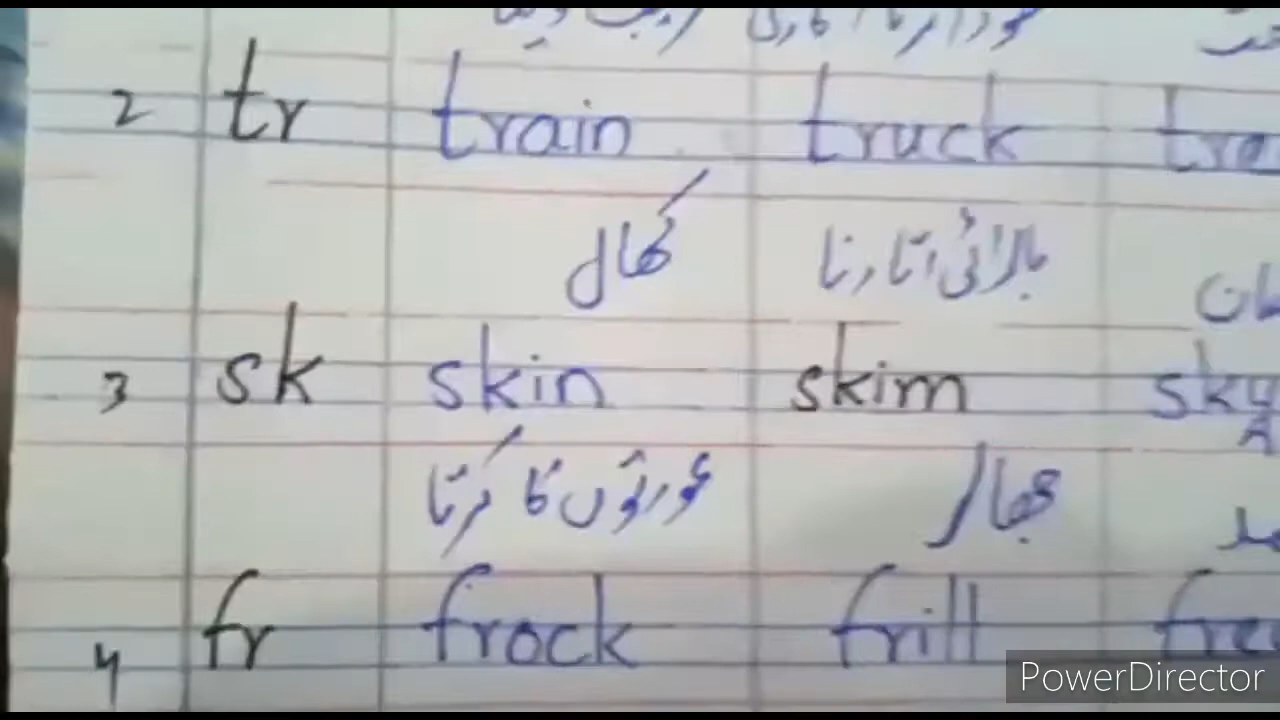 2 tr train truck
کھال بالائی اتارنا
3 sk skin skim sky
عورتوں کا کرتا جھالر
4 fr frock frill
PowerDirector